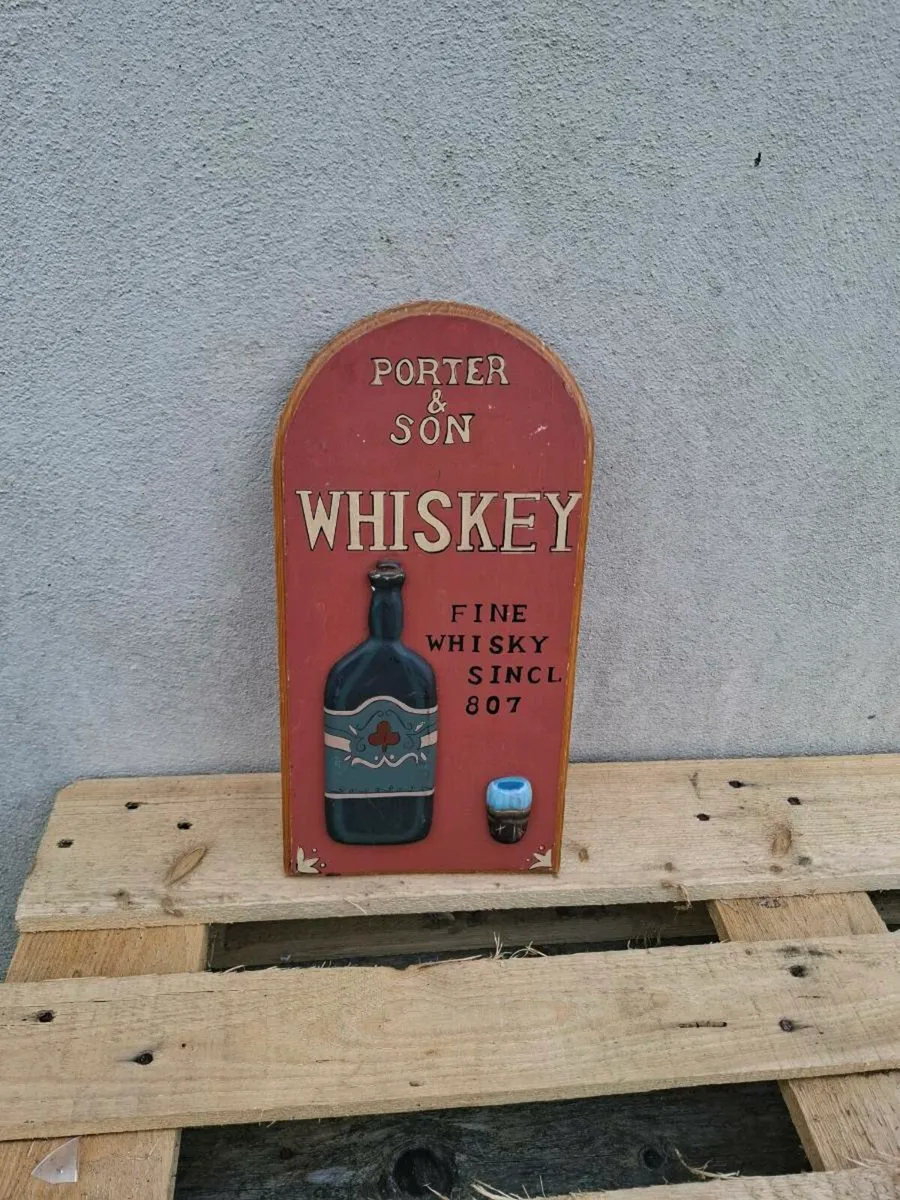 PORTER
&
SON
WHISKEY
FINE
WHISKY
SINCL
807